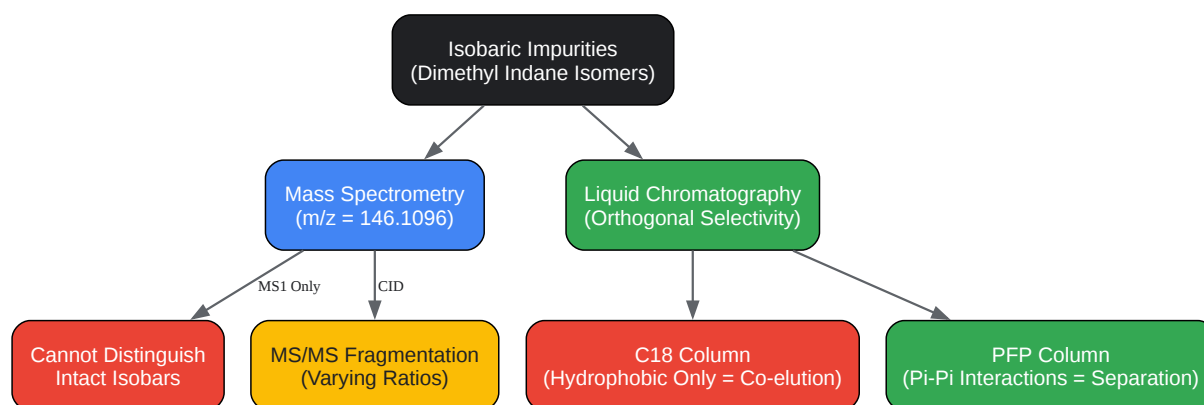 Isobaric Impurities
(Dimethyl Indane Isomers)
Mass Spectrometry
(m/z = 146.1096)
Liquid Chromatography
(Orthogonal Selectivity)
MS1 Only
CID
Cannot Distinguish
Intact Isobars
MS/MS Fragmentation
(Varying Ratios)
C18 Column
(Hydrophobic Only = Co-elution)
PFP Column
(Pi-Pi Interactions = Separation)